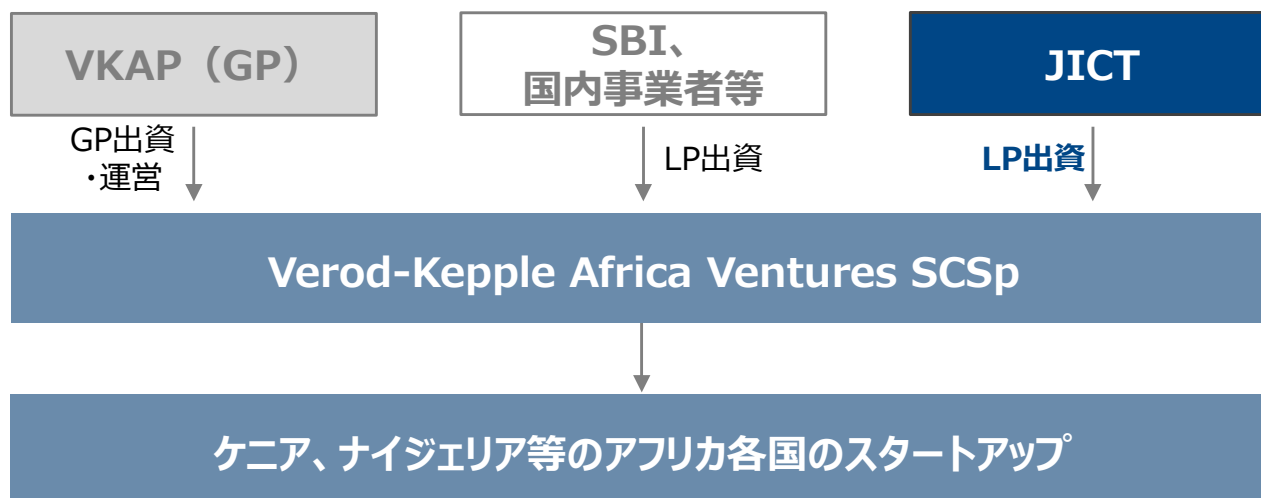 VKAP（GP）
SBI、
国内事業者等
JICT
GP出資
・運営
LP出資
LP出資
Verod-Kepple Africa Ventures SCSp
ケニア、ナイジェリア等のアフリカ各国のスタートアップ